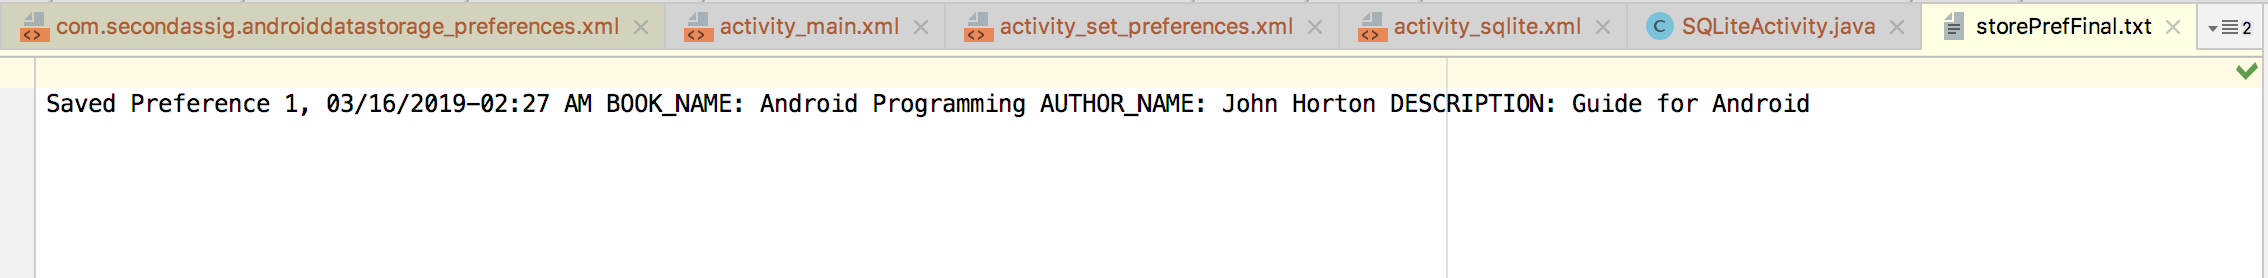 com.secondassig.androiddatastorage_preferences.xml activity_main.xml activity_set_preferences.xml activity_sqlite.xml SQLiteActivity.java storePrefFinal.txt 2
Saved Preference 1, 03/16/2019-02:27 AM BOOK_NAME: Android Programming AUTHOR_NAME: John Horton DESCRIPTION: Guide for Android